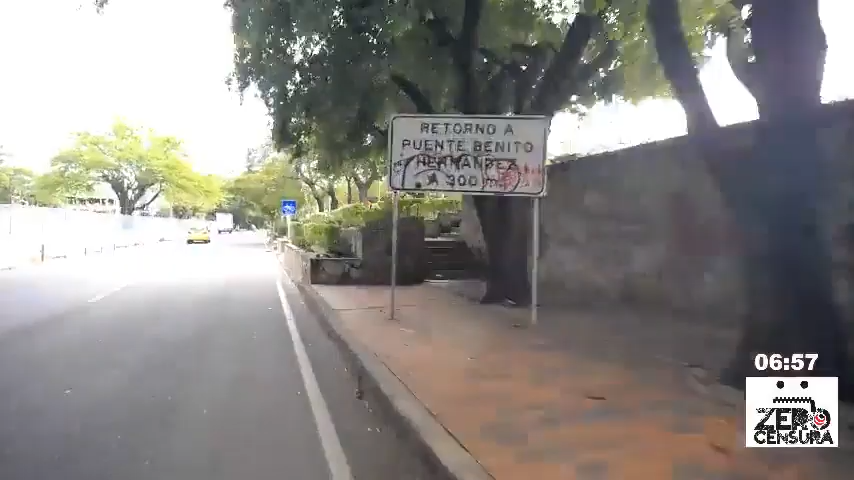 RETORNO A
PUENTE BENITO
HERNANDEZ
A 300 m
06:57
ZERO
CENSURA